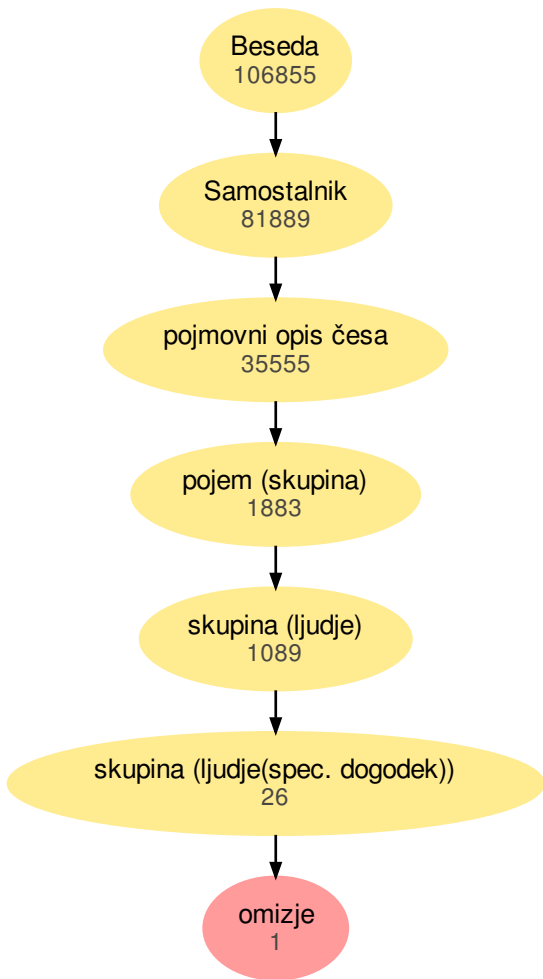 Beseda
106855
Samostalnik
81889
pojmovni opis česa
35555
pojem (skupina)
1883
skupina (ljudje)
1089
skupina (ljudje(spec. dogodek))
26
omizje
1